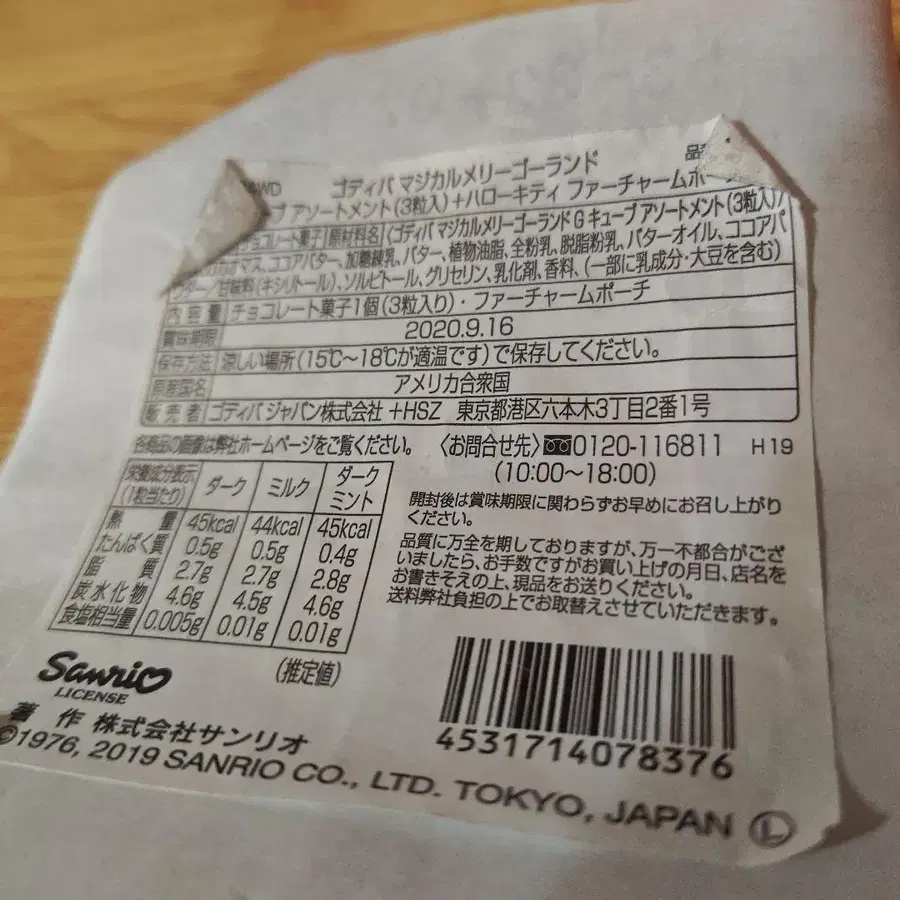 WD ゴディバ マジカルメリーゴーランド 品
ブ アソートメント(3粒入)+ハローキティ ファーチャームポー
チョコレート菓子 原材料名 〈ゴディバ マジカルメリーゴーランド G キューブ アソートメント(3粒入)〉
カカオマス、ココアバター、加糖練乳、バター、植物油脂、全粉乳、脱脂粉乳、バターオイル、ココアパ
ウダー/甘味料(キシリトール)、ソルビトール、グリセリン、乳化剤、香料、(一部に乳成分・大豆を含む)
内容量 チョコレート菓子1個(3粒入り)・ファーチャームポーチ
賞味期限 2020.9.16
保存方法 涼しい場所(15℃～18℃が適温です)で保存してください。
原産国名 アメリカ合衆国
販売者 ゴディバ ジャパン株式会社 +HSZ 東京都港区六本木3丁目2番1号
各商品の画像は弊社ホームページをご覧ください。 〈お問合せ先〉0120-116811 H19
(10:00～18:00)
栄養成分表示(1粒当たり) ダーク ミルク ダークミント
熱量 45kcal 44kcal 45kcal
たんぱく質 0.5g 0.5g 0.4g
脂質 2.7g 2.7g 2.8g
炭水化物 4.6g 4.5g 4.6g
食塩相当量 0.005g 0.01g 0.01g
(推定値)
開封後は賞味期限に関わらずお早めにお召し上がり
ください。
品質に万全を期しておりますが、万一不都合がござ
いましたら、お手数ですがお買い上げの月日、店名を
お書きそえの上、現品をお送りください。
送料弊社負担の上でお取替えさせていただきます。
Sanrio
LICENSE
著作 株式会社サンリオ
©1976, 2019 SANRIO CO., LTD. TOKYO, JAPAN Ⓛ
4531714078376